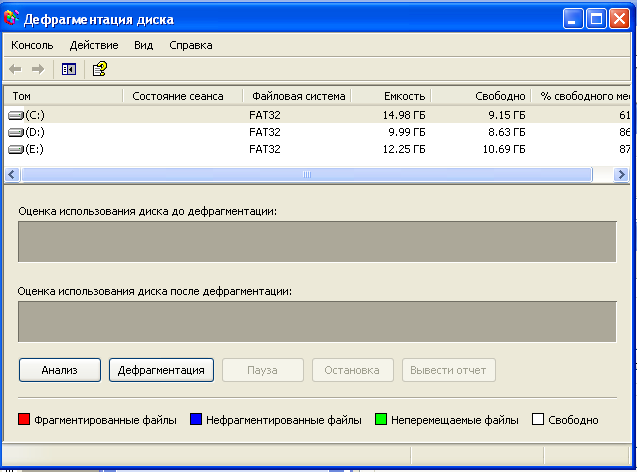 Дефрагментация диска
Консоль Действие Вид Справка
Том Состояние сеанса Файловая система Емкость Свободно % свободного мес
(C:) FAT32 14.98 ГБ 9.15 ГБ 61
(D:) FAT32 9.99 ГБ 8.63 ГБ 86
(E:) FAT32 12.25 ГБ 10.69 ГБ 87
Оценка использования диска до дефрагментации:
Оценка использования диска после дефрагментации:
Анализ Дефрагментация Пауза Остановка Вывести отчет
Фрагментированные файлы Нефрагментированные файлы Неперемещаемые файлы Свободно